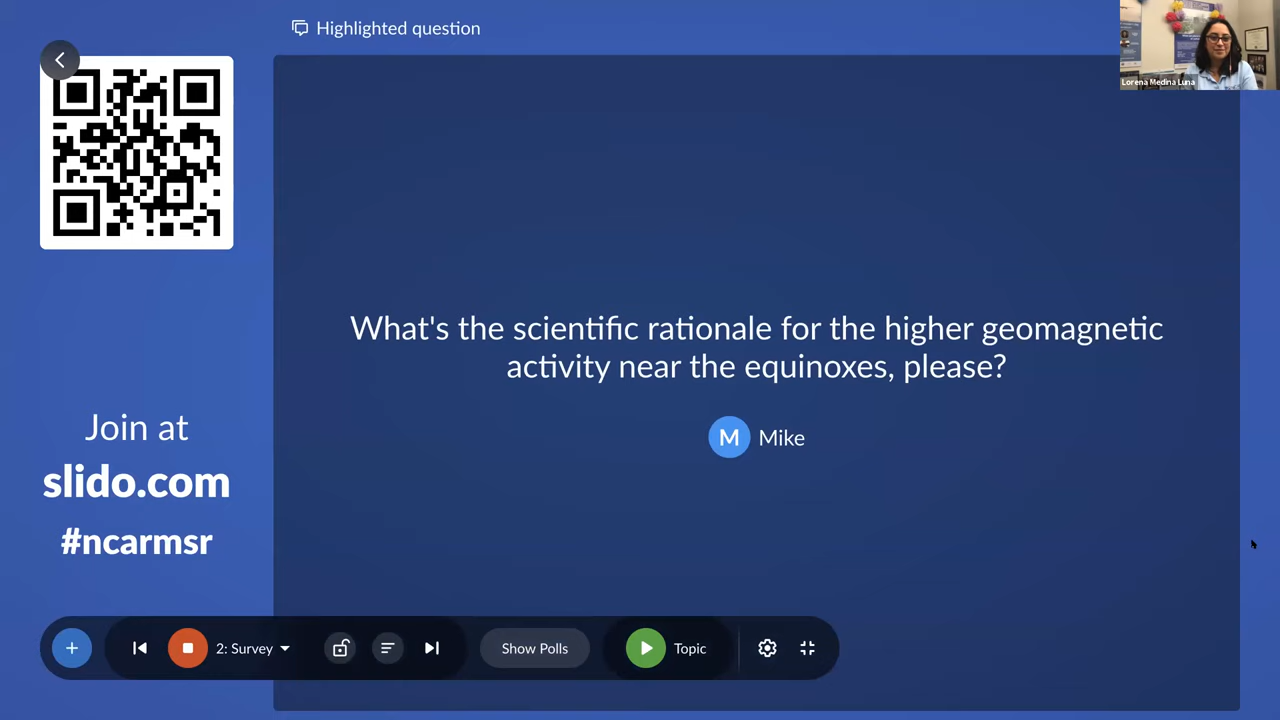 Highlighted question
Lorena Medina Luna
What's the scientific rationale for the higher geomagnetic
activity near the equinoxes, please?
M Mike
Join at
slido.com
#ncarmsr
2: Survey
Show Polls
Topic